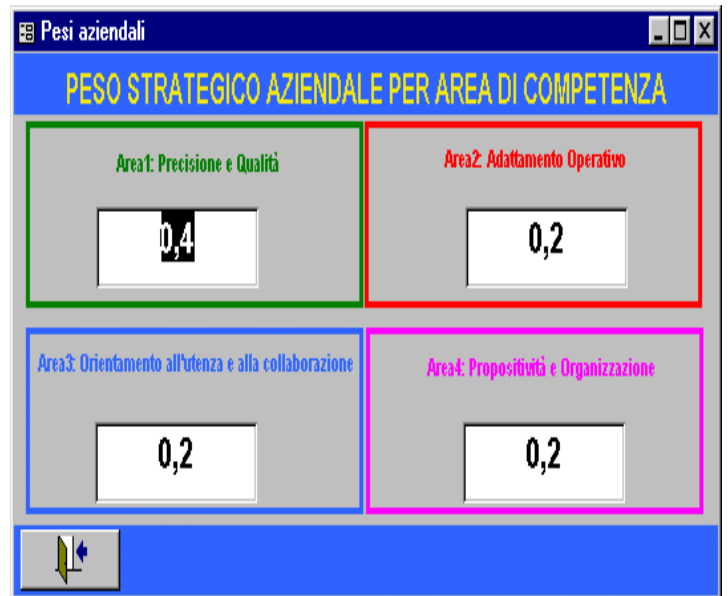 Pesi aziendali
PESO STRATEGICO AZIENDALE PER AREA DI COMPETENZA
Area1: Precisione e Qualità
Area2: Adattamento Operativo
0,4
0,2
Area3: Orientamento all'utenza e alla collaborazione
Area4: Propositività e Organizzazione
0,2
0,2